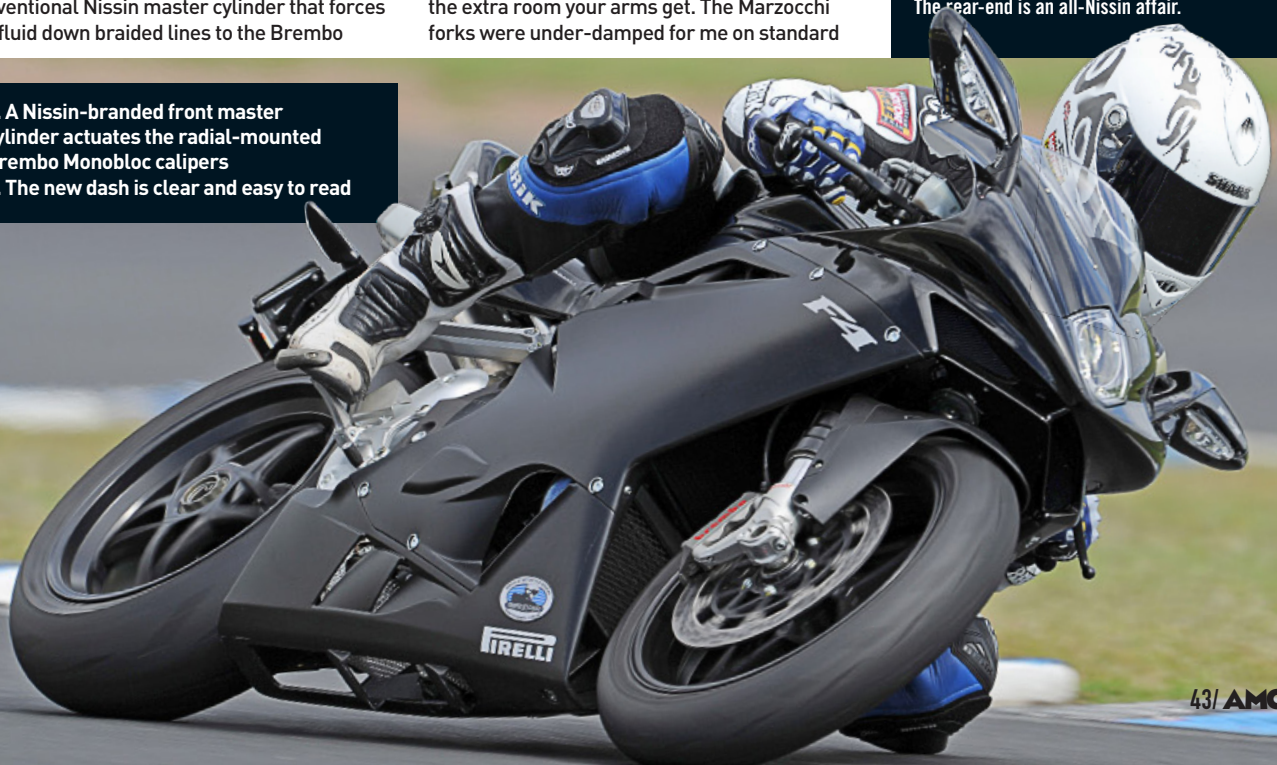 ventional Nissin master cylinder that forces
fluid down braided lines to the Brembo
the extra room your arms get. The Marzocchi
forks were under-damped for me on standard
The rear-end is an all-Nissin affair.
A Nissin-branded front master
ylinder actuates the radial-mounted
rembo Monobloc calipers
The new dash is clear and easy to read
RIK
SHARK
F4
brembo
PIRELLI
43/ AMC